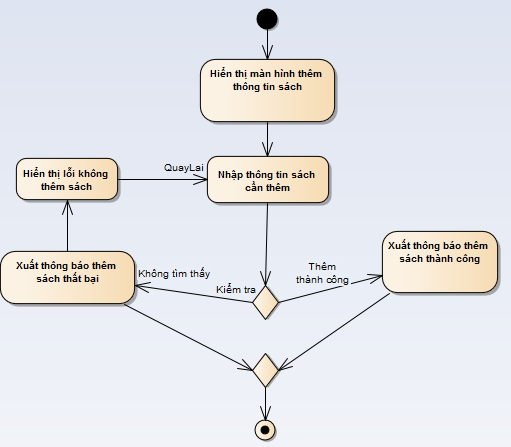 Hiển thị màn hình thêm
thông tin sách
Hiển thị lỗi không
thêm sách
QuayLai
Nhập thông tin sách
cần thêm
Xuất thông báo thêm
sách thất bại
Không tìm thấy
Kiểm tra
Thêm
thành công
Xuất thông báo thêm
sách thành công